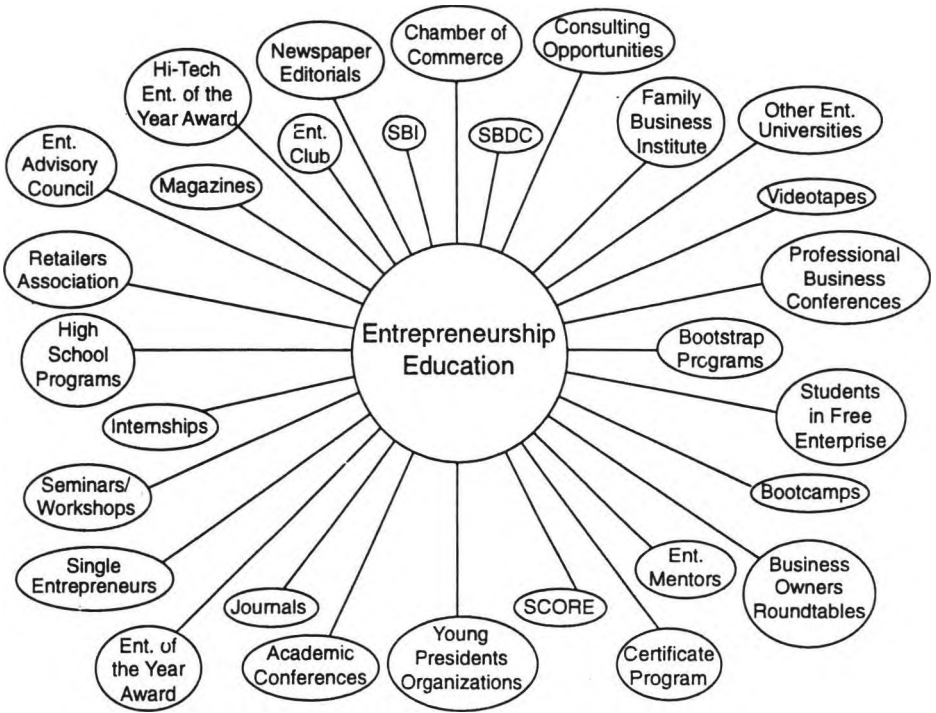 Chamber of
Commerce
Consulting
Opportunities
Newspaper
Editorials
Hi-Tech
Ent. of the
Year Award
Family
Business
Institute
Other Ent.
Universities
Ent.
Club
SBI
SBDC
Ent.
Advisory
Council
Magazines
Videotapes
Retailers
Association
Professional
Business
Conferences
Entrepreneurship
Education
High
School
Programs
Bootstrap
Programs
Students
in Free
Enterprise
Internships
Seminars/
Workshops
Bootcamps
Single
Entrepreneurs
Ent.
Mentors
Business
Owners
Roundtables
Journals
SCORE
Ent. of
the Year
Award
Academic
Conferences
Young
Presidents
Organizations
Certificate
Program